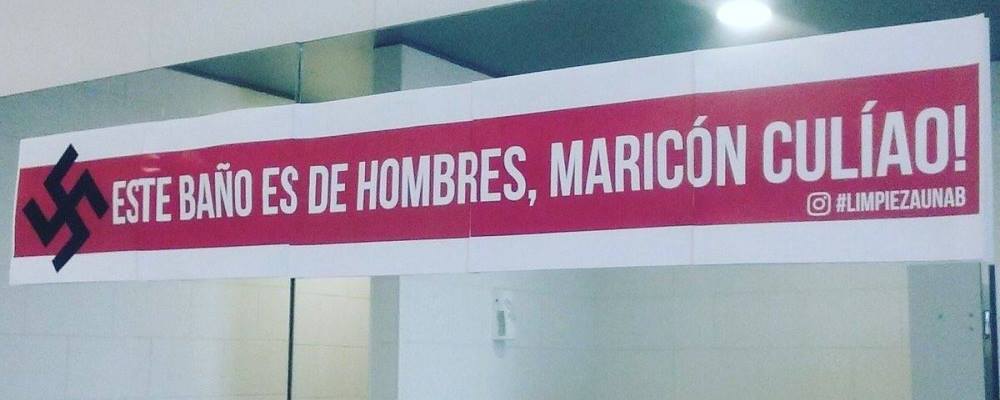 ESTE BAÑO ES DE HOMBRES, MARICÓN CULÍAO!
#LIMPIEZAUNAB